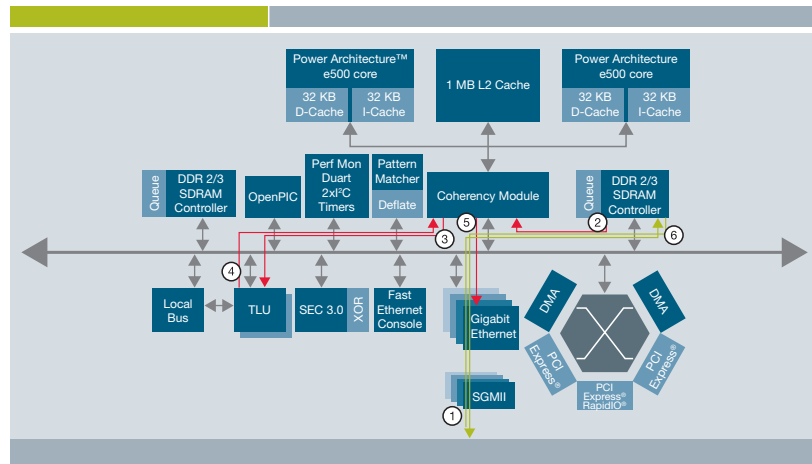 Power Architecture™
e500 core
32 KB
D-Cache
32 KB
I-Cache
1 MB L2 Cache
Power Architecture
e500 core
32 KB
D-Cache
32 KB
I-Cache
Queue
DDR 2/3
SDRAM
Controller
OpenPIC
Perf Mon
Duart
2xI²C
Timers
Pattern
Matcher
Deflate
Coherency Module
Queue
DDR 2/3
SDRAM
Controller
5
3
2
6
4
Local
Bus
TLU
SEC 3.0
XOR
Fast
Ethernet
Console
Gigabit
Ethernet
DMA
DMA
PCI
Express®
PCI
Express®
PCI
Express®
RapidIO®
SGMII
1